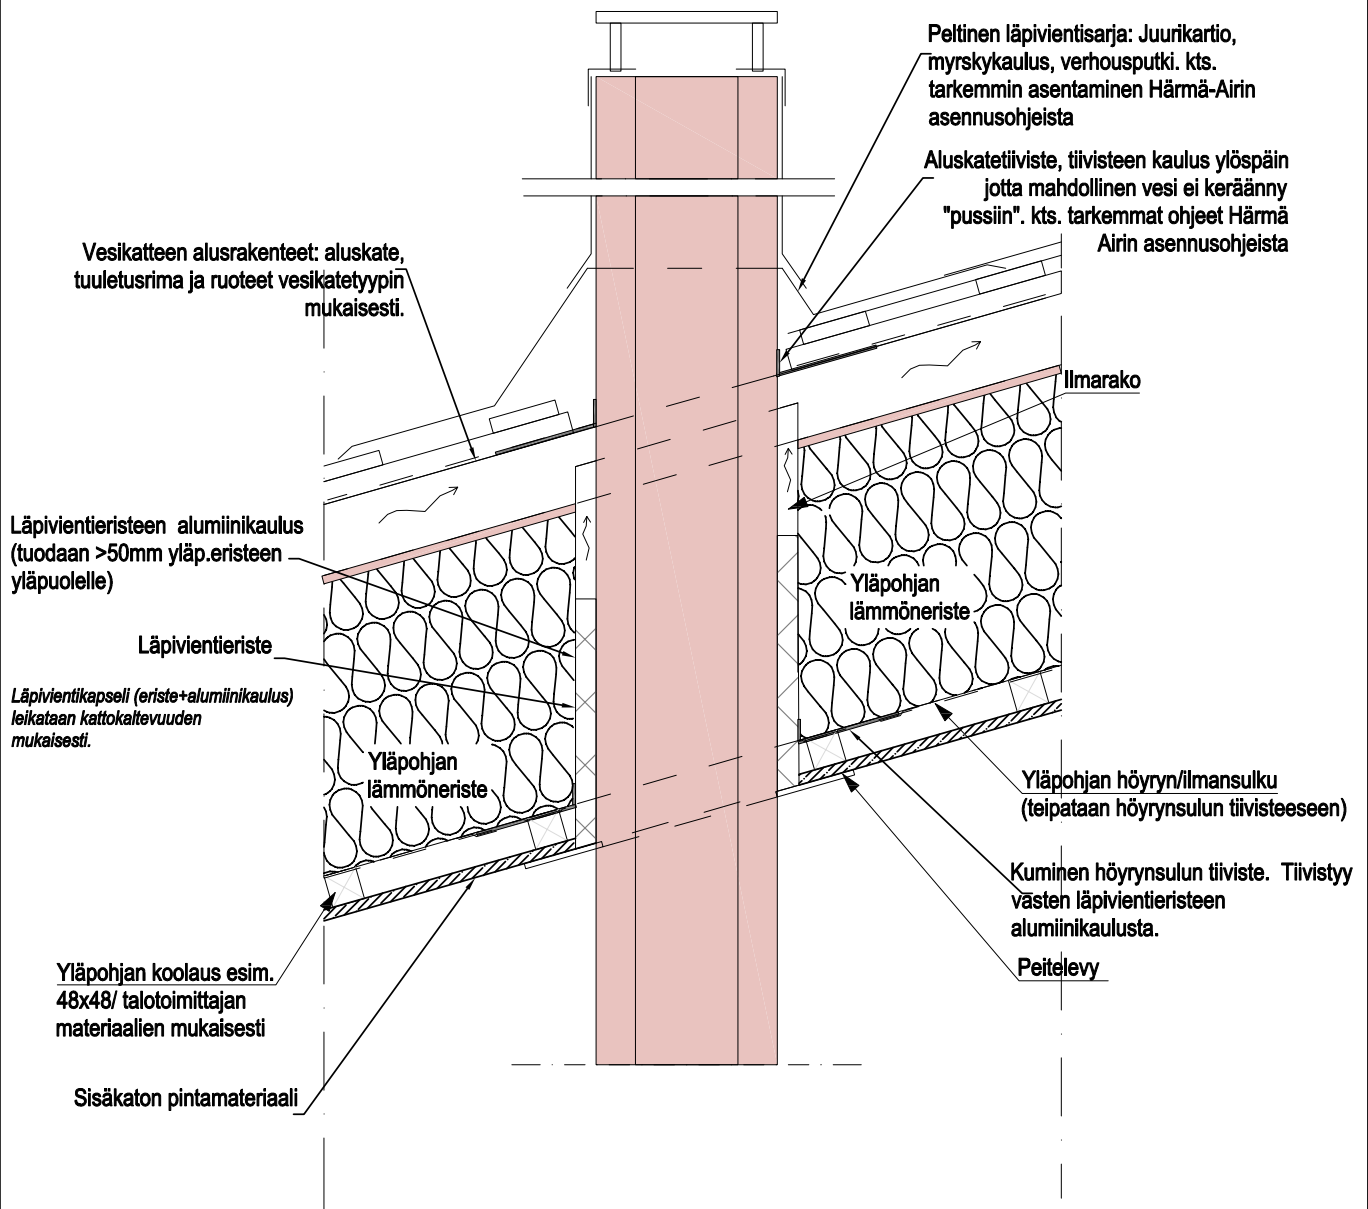 Peltinen läpivientisarja: Juurikartio,
myrskykaulus, verhousputki. kts.
tarkemmin asentaminen Härmä-Airin
asennusohjeista
Aluskatetiiviste, tiivisteen kaulus ylöspäin
jotta mahdollinen vesi ei keräänny
"pussiin". kts. tarkemmat ohjeet Härmä
Airin asennusohjeista
Vesikatteen alusrakenteet: aluskate,
tuuletusrima ja ruoteet vesikatetyypin
mukaisesti.
Ilmarako
Läpivientieristeen alumiinikaulus
(tuodaan >50mm yläp.eristeen
yläpuolelle)
Yläpohjan
lämmöneriste
Läpivientieriste
Läpivientikapseli (eriste+alumiinikaulus)
leikataan kattokaltevuuden
mukaisesti.
Yläpohjan
lämmöneriste
Yläpohjan höyryn/ilmansulku
(teipataan höyrynsulun tiivisteeseen)
Kuminen höyrynsulun tiiviste. Tiivistyy
vasten läpivientieristeen
alumiinikaulusta.
Peitelevy
Yläpohjan koolaus esim.
48x48/ talotoimittajan
materiaalien mukaisesti
Sisäkaton pintamateriaali